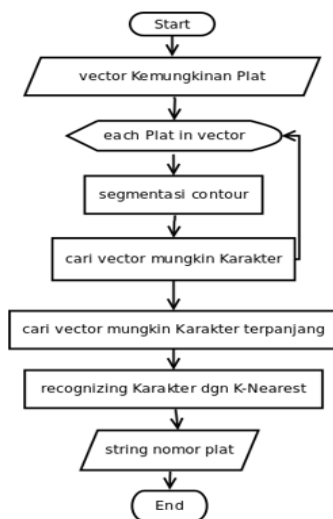 Start
vector Kemungkinan Plat
each Plat in vector
segmentasi contour
cari vector mungkin Karakter
cari vector mungkin Karakter terpanjang
recognizing Karakter dgn K-Nearest
string nomor plat
End